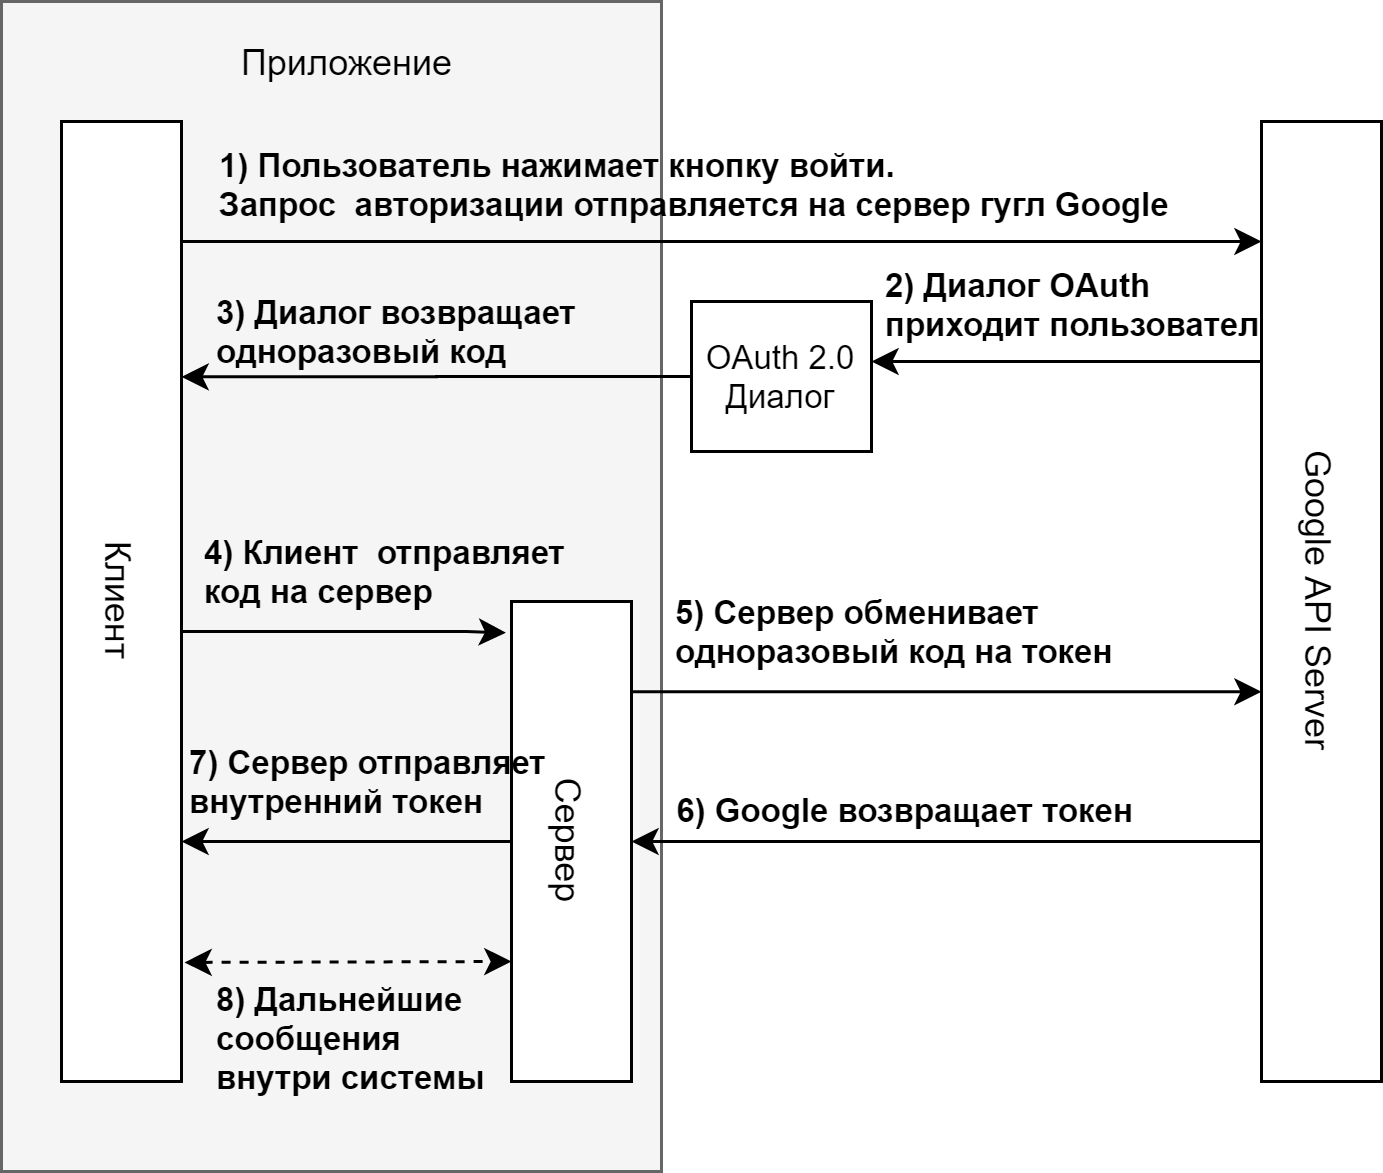 Приложение
1) Пользователь нажимает кнопку войти.
Запрос авторизации отправляется на сервер гугл Google
2) Диалог OAuth
приходит пользовател
3) Диалог возвращает
одноразовый код
OAuth 2.0
Диалог
Клиент
Google API Server
4) Клиент отправляет
код на сервер
5) Сервер обменивает
одноразовый код на токен
7) Сервер отправляет
внутренний токен
Сервер
6) Google возвращает токен
8) Дальнейшие
сообщения
внутри системы